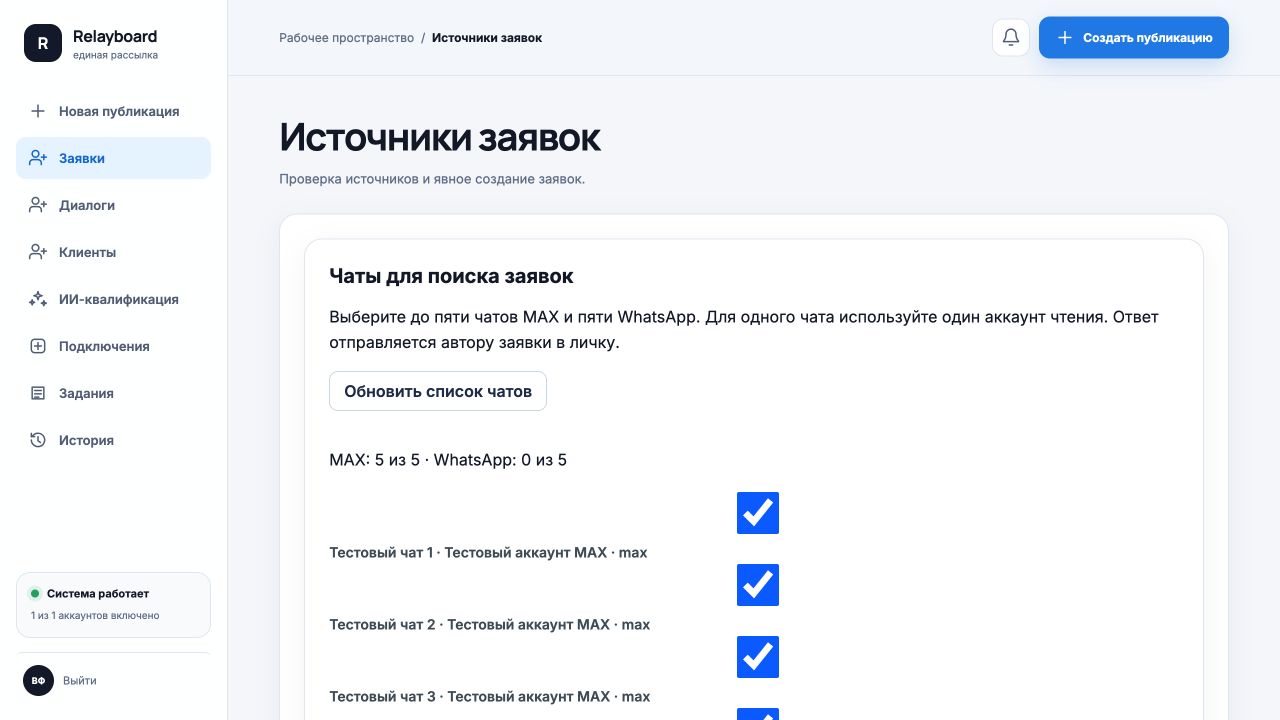 R
Relayboard
единая рассылка
Новая публикация
Заявки
Диалоги
Клиенты
ИИ-квалификация
Подключения
Задания
История
Система работает
1 из 1 аккаунтов включено
ВФ
Выйти
Рабочее пространство / Источники заявок
Создать публикацию
Источники заявок
Проверка источников и явное создание заявок.
Чаты для поиска заявок
Выберите до пяти чатов MAX и пяти WhatsApp. Для одного чата используйте один аккаунт чтения. Ответ
отправляется автору заявки в личку.
Обновить список чатов
MAX: 5 из 5 · WhatsApp: 0 из 5
Тестовый чат 1 · Тестовый аккаунт MAX · max
Тестовый чат 2 · Тестовый аккаунт MAX · max
Тестовый чат 3 · Тестовый аккаунт MAX · max